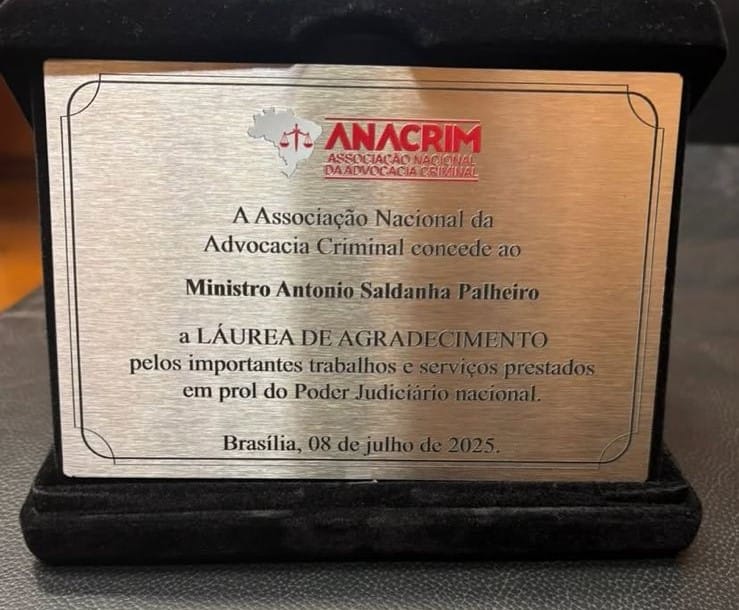 ANACRIM
ASSOCIAÇÃO NACIONAL
DA ADVOCACIA CRIMINAL
A Associação Nacional da
Advocacia Criminal concede ao
Ministro Antonio Saldanha Palheiro
a LÁUREA DE AGRADECIMENTO
pelos importantes trabalhos e serviços prestados
em prol do Poder Judiciário nacional.
Brasília, 08 de julho de 2025.